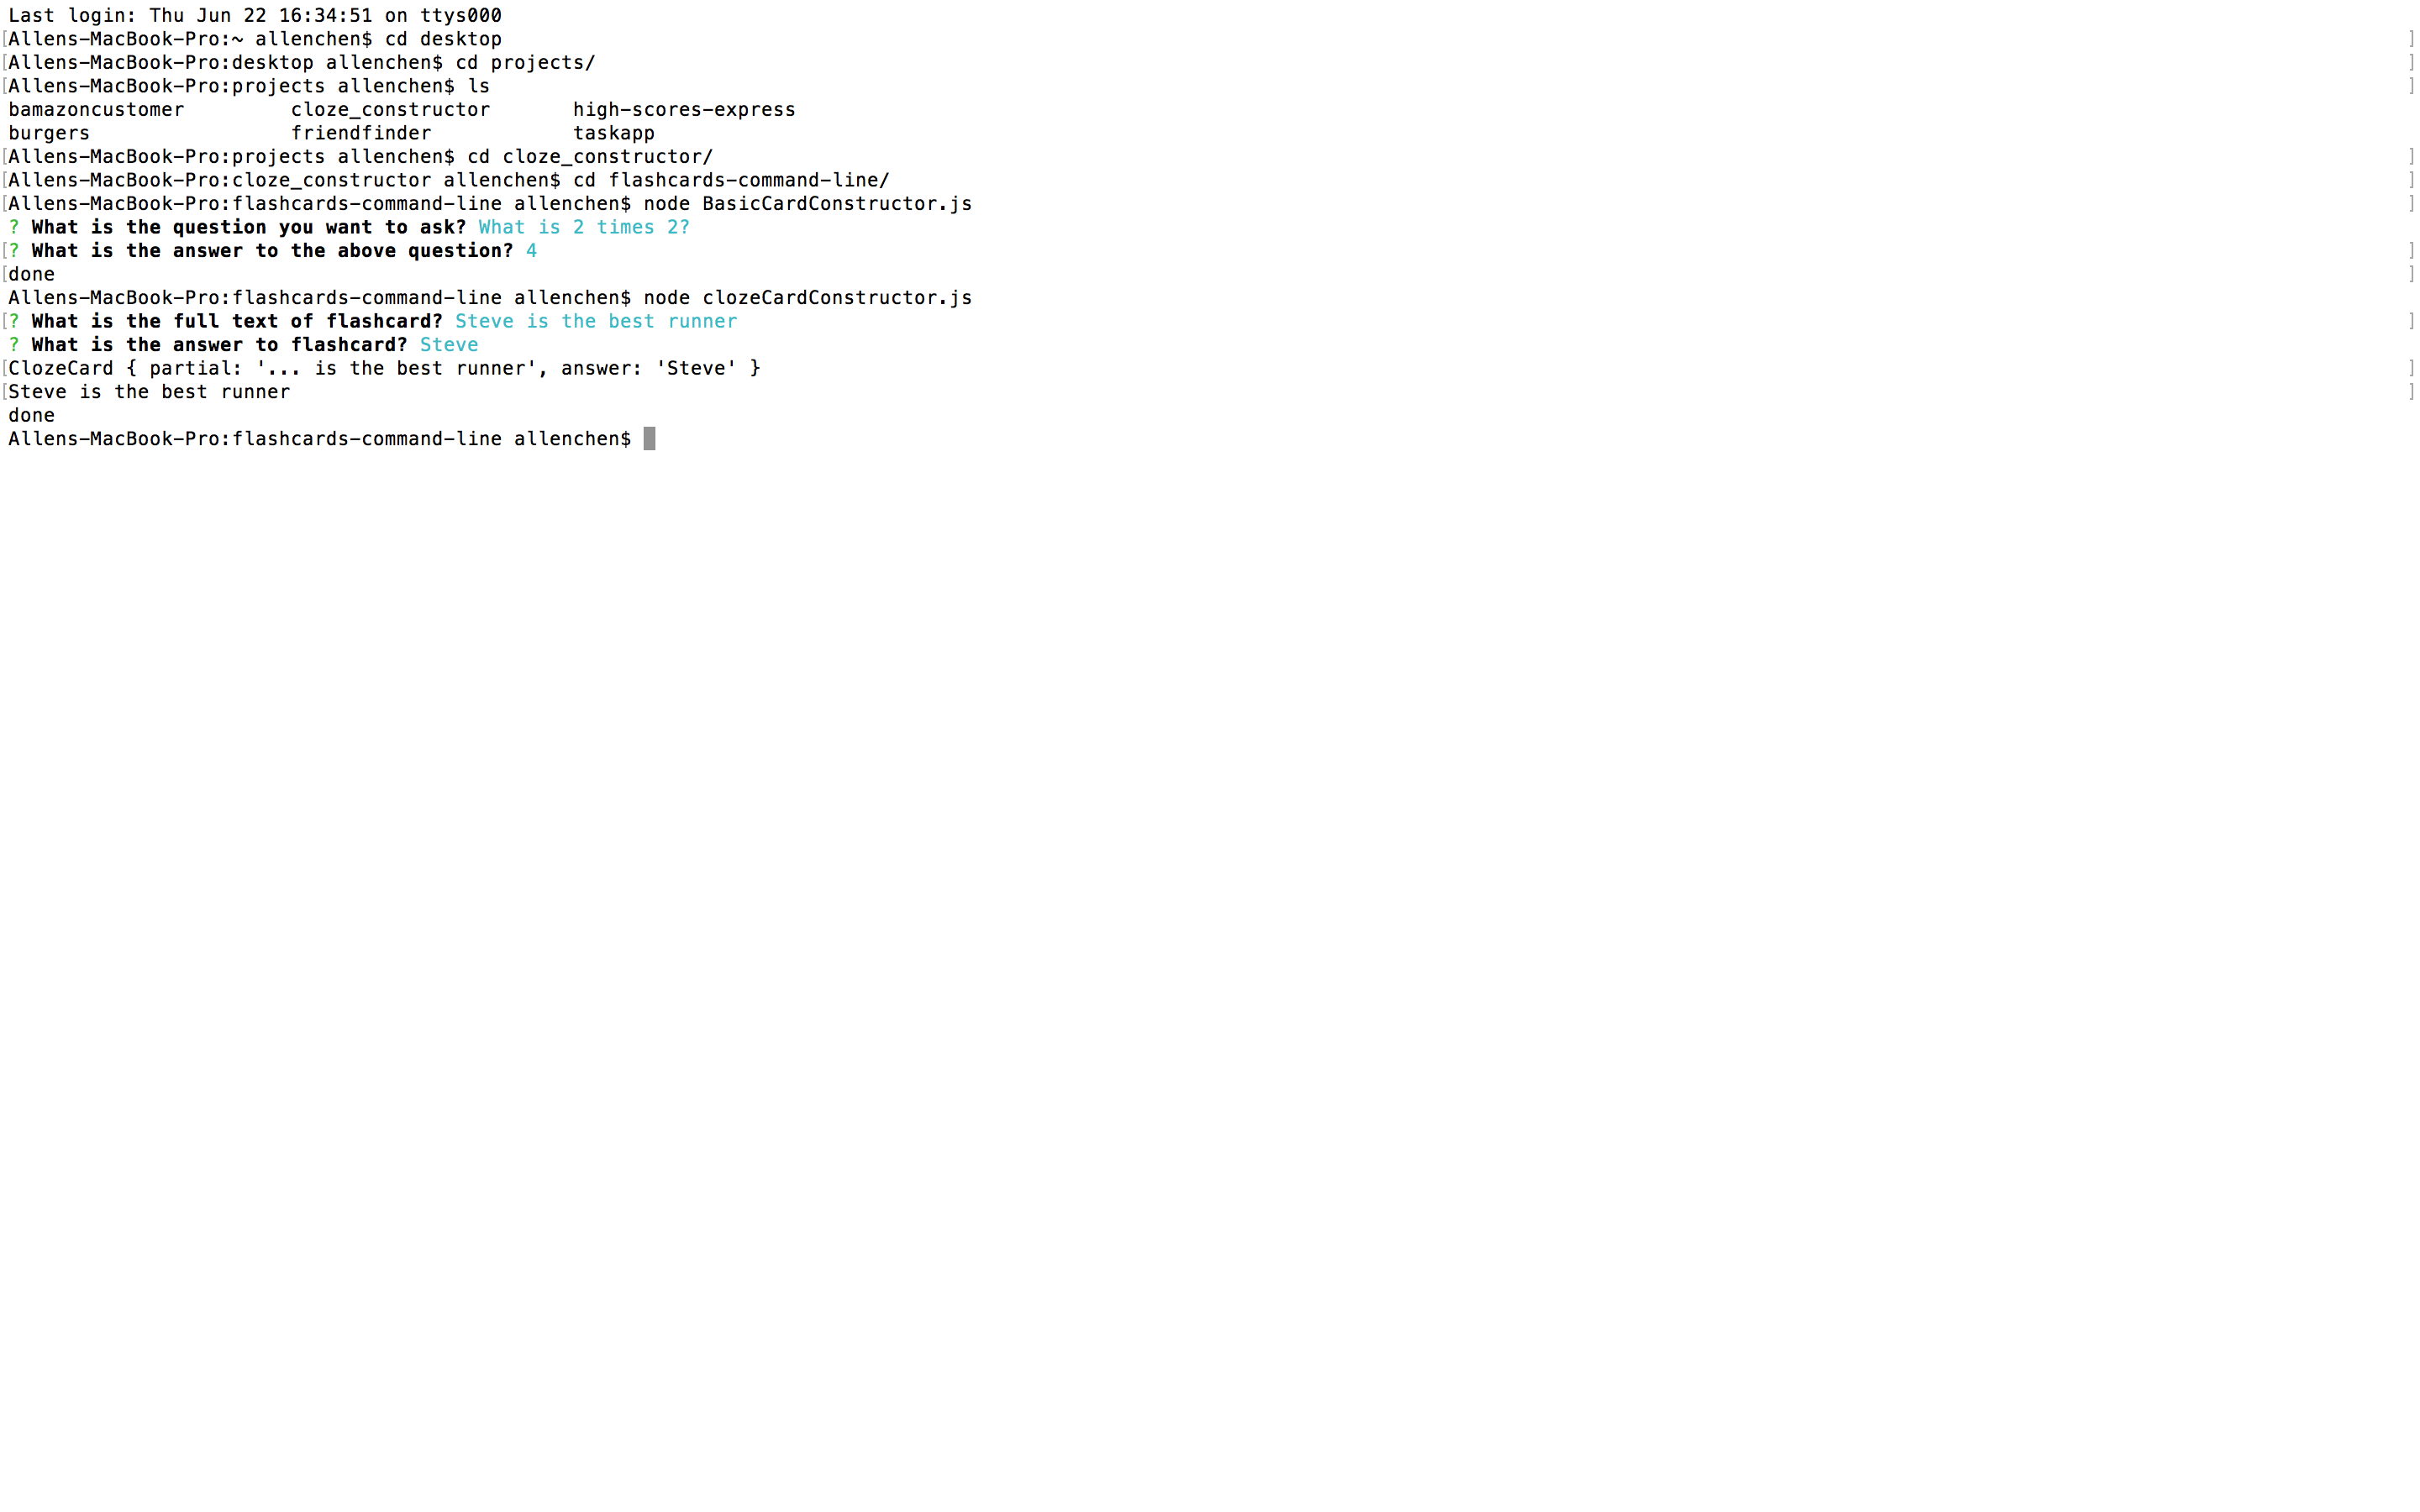 Last login: Thu Jun 22 16:34:51 on ttys000
[Allens-MacBook-Pro:~ allenchen$ cd desktop ]
[Allens-MacBook-Pro:desktop allenchen$ cd projects/ ]
[Allens-MacBook-Pro:projects allenchen$ ls ]
bamazoncustomer cloze_constructor high-scores-express
burgers friendfinder taskapp
[Allens-MacBook-Pro:projects allenchen$ cd cloze_constructor/ ]
[Allens-MacBook-Pro:cloze_constructor allenchen$ cd flashcards-command-line/ ]
[Allens-MacBook-Pro:flashcards-command-line allenchen$ node BasicCardConstructor.js ]
? What is the question you want to ask? What is 2 times 2?
[? What is the answer to the above question? 4 ]
[done ]
Allens-MacBook-Pro:flashcards-command-line allenchen$ node clozeCardConstructor.js
[? What is the full text of flashcard? Steve is the best runner ]
? What is the answer to flashcard? Steve
[ClozeCard { partial: '... is the best runner', answer: 'Steve' } ]
[Steve is the best runner ]
done
Allens-MacBook-Pro:flashcards-command-line allenchen$